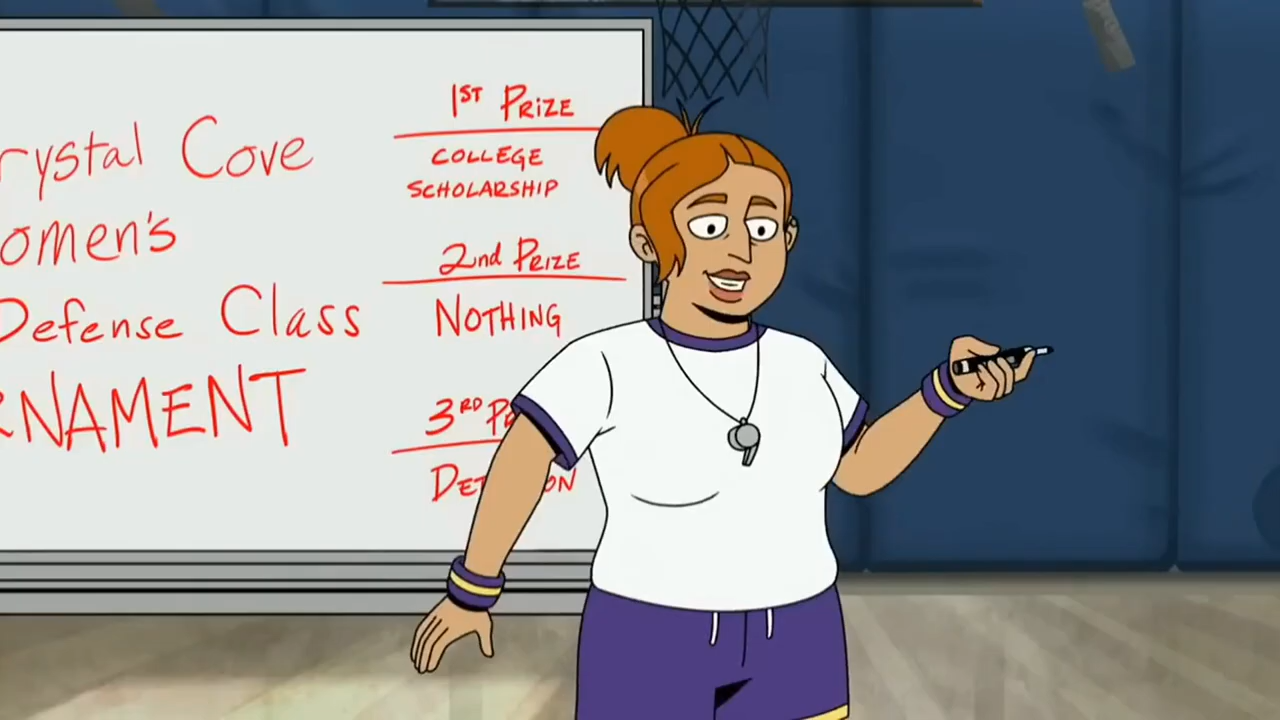 rystal Cove
omen's
Defense Class
RNAMENT
1ST PRIZE
COLLEGE
SCHOLARSHIP
2nd PRIZE
NOTHING
3RD